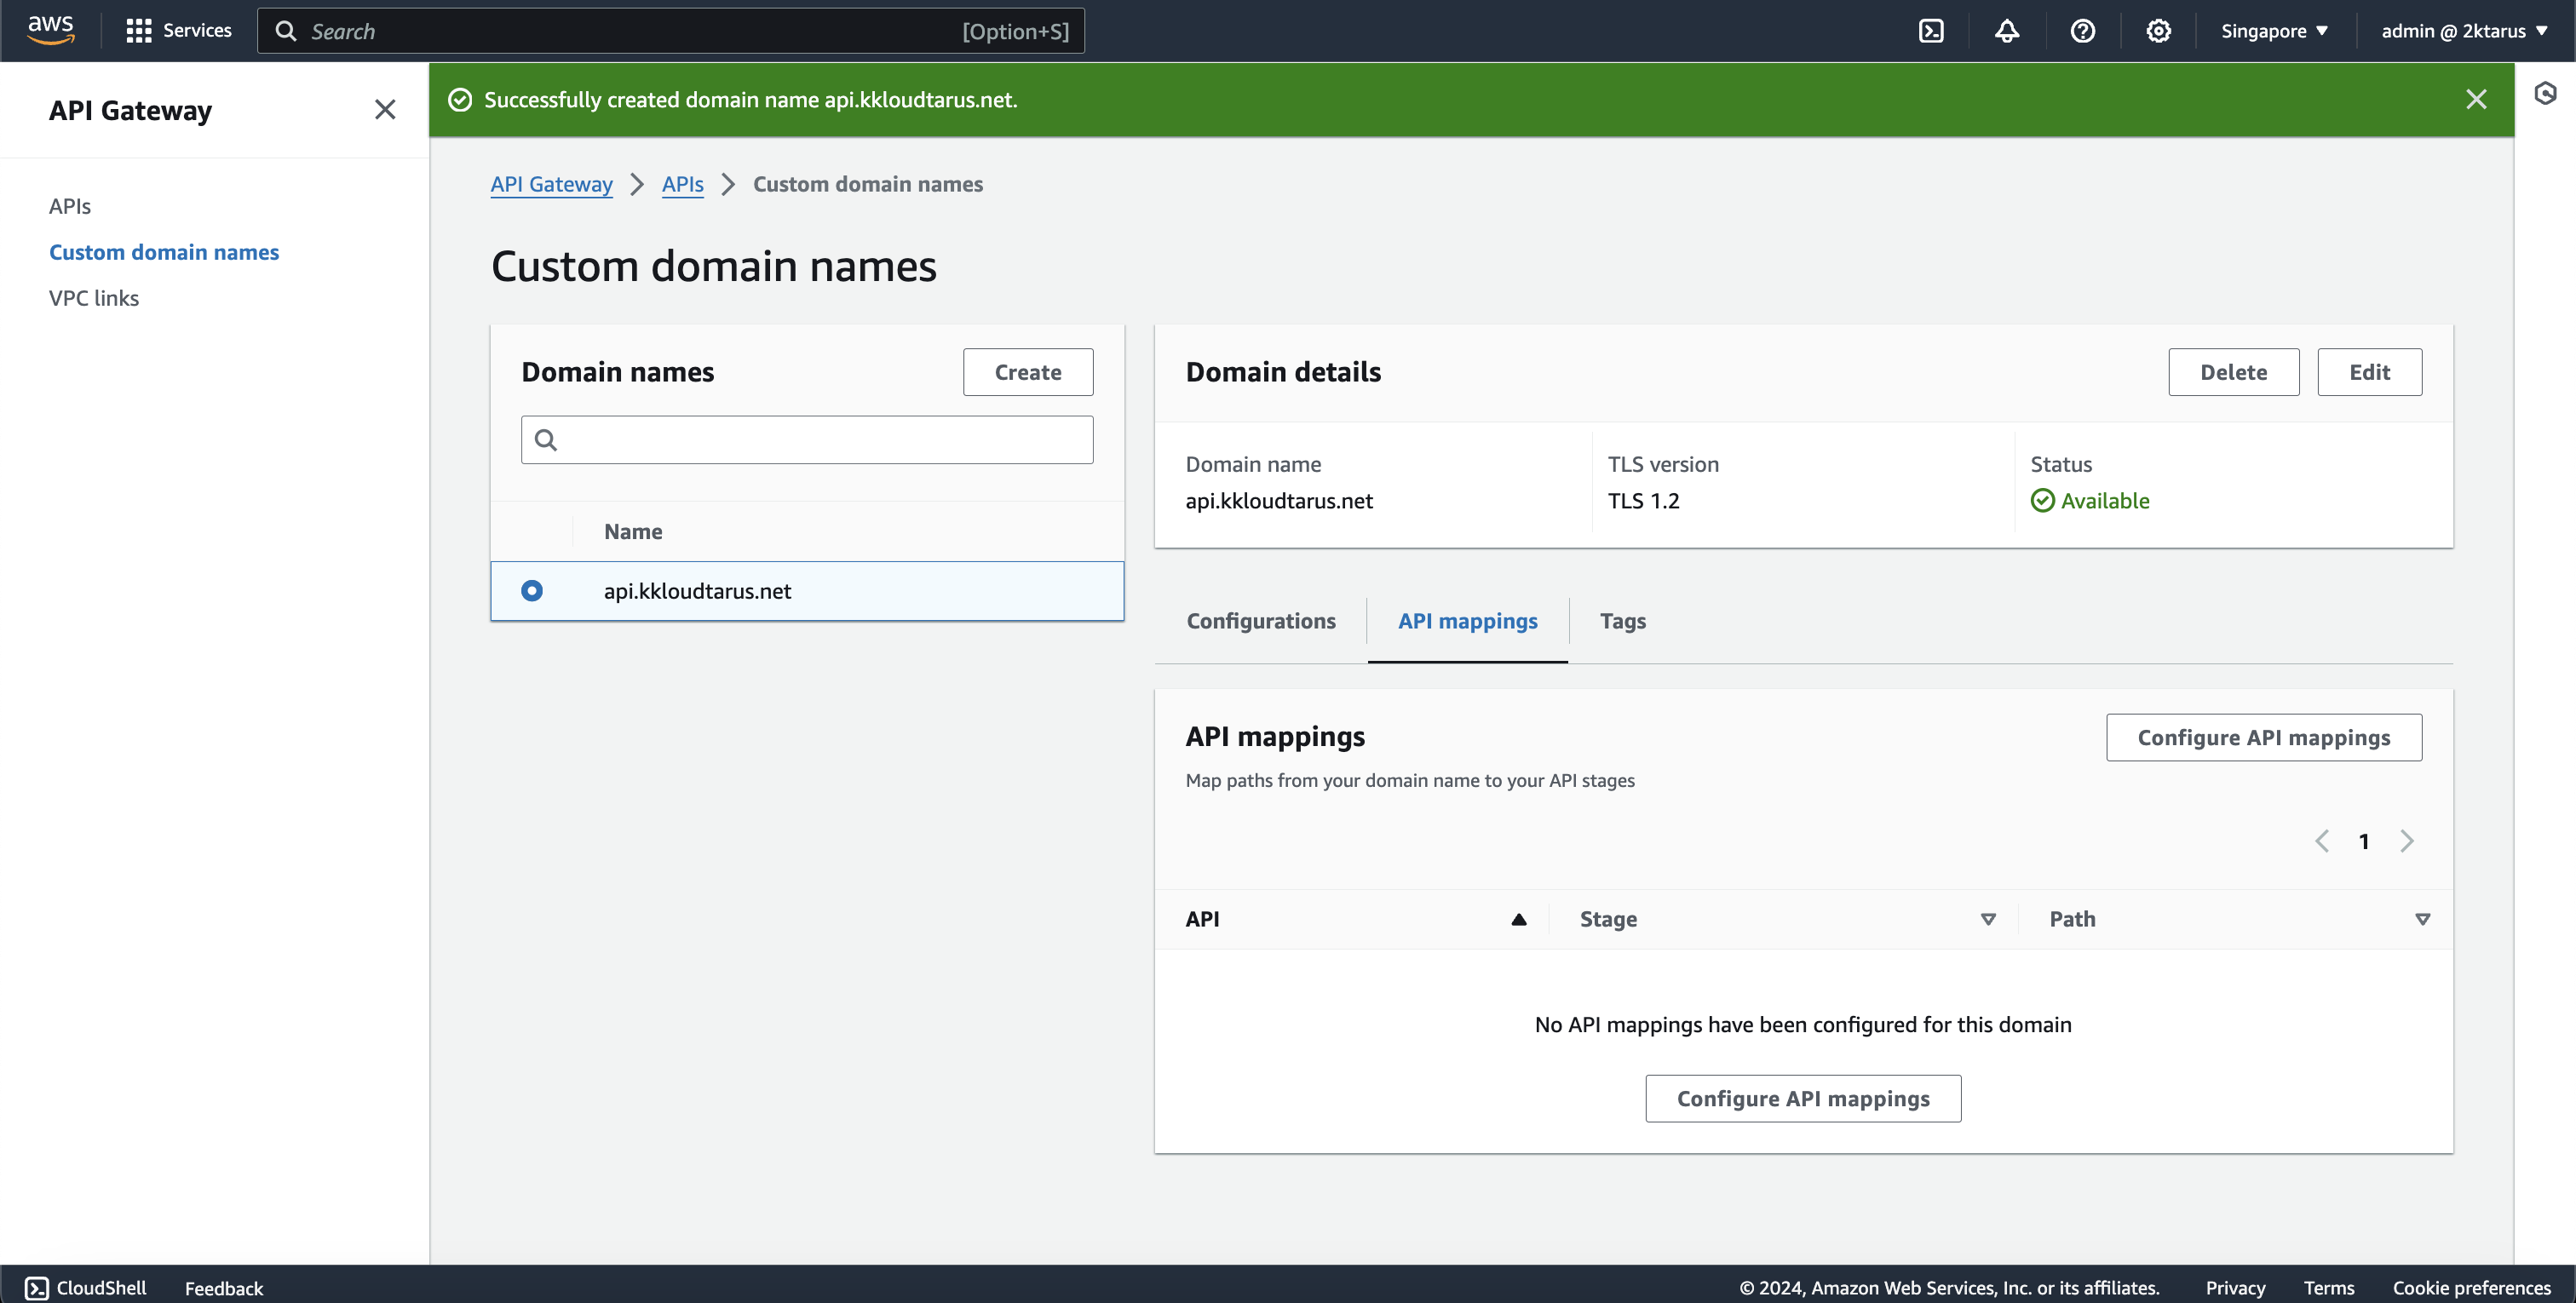 aws
Services
Search
[Option+S]
Singapore
admin @ 2ktarus
API Gateway
APIs
Custom domain names
VPC links
Successfully created domain name api.kkloudtarus.net.
API Gateway
APIs
Custom domain names
Custom domain names
Domain names
Create
Name
api.kkloudtarus.net
Domain details
Delete
Edit
Domain name
api.kkloudtarus.net
TLS version
TLS 1.2
Status
Available
Configurations
API mappings
Tags
API mappings
Configure API mappings
Map paths from your domain name to your API stages
1
API
Stage
Path
No API mappings have been configured for this domain
Configure API mappings
CloudShell
Feedback
© 2024, Amazon Web Services, Inc. or its affiliates.
Privacy
Terms
Cookie preferences